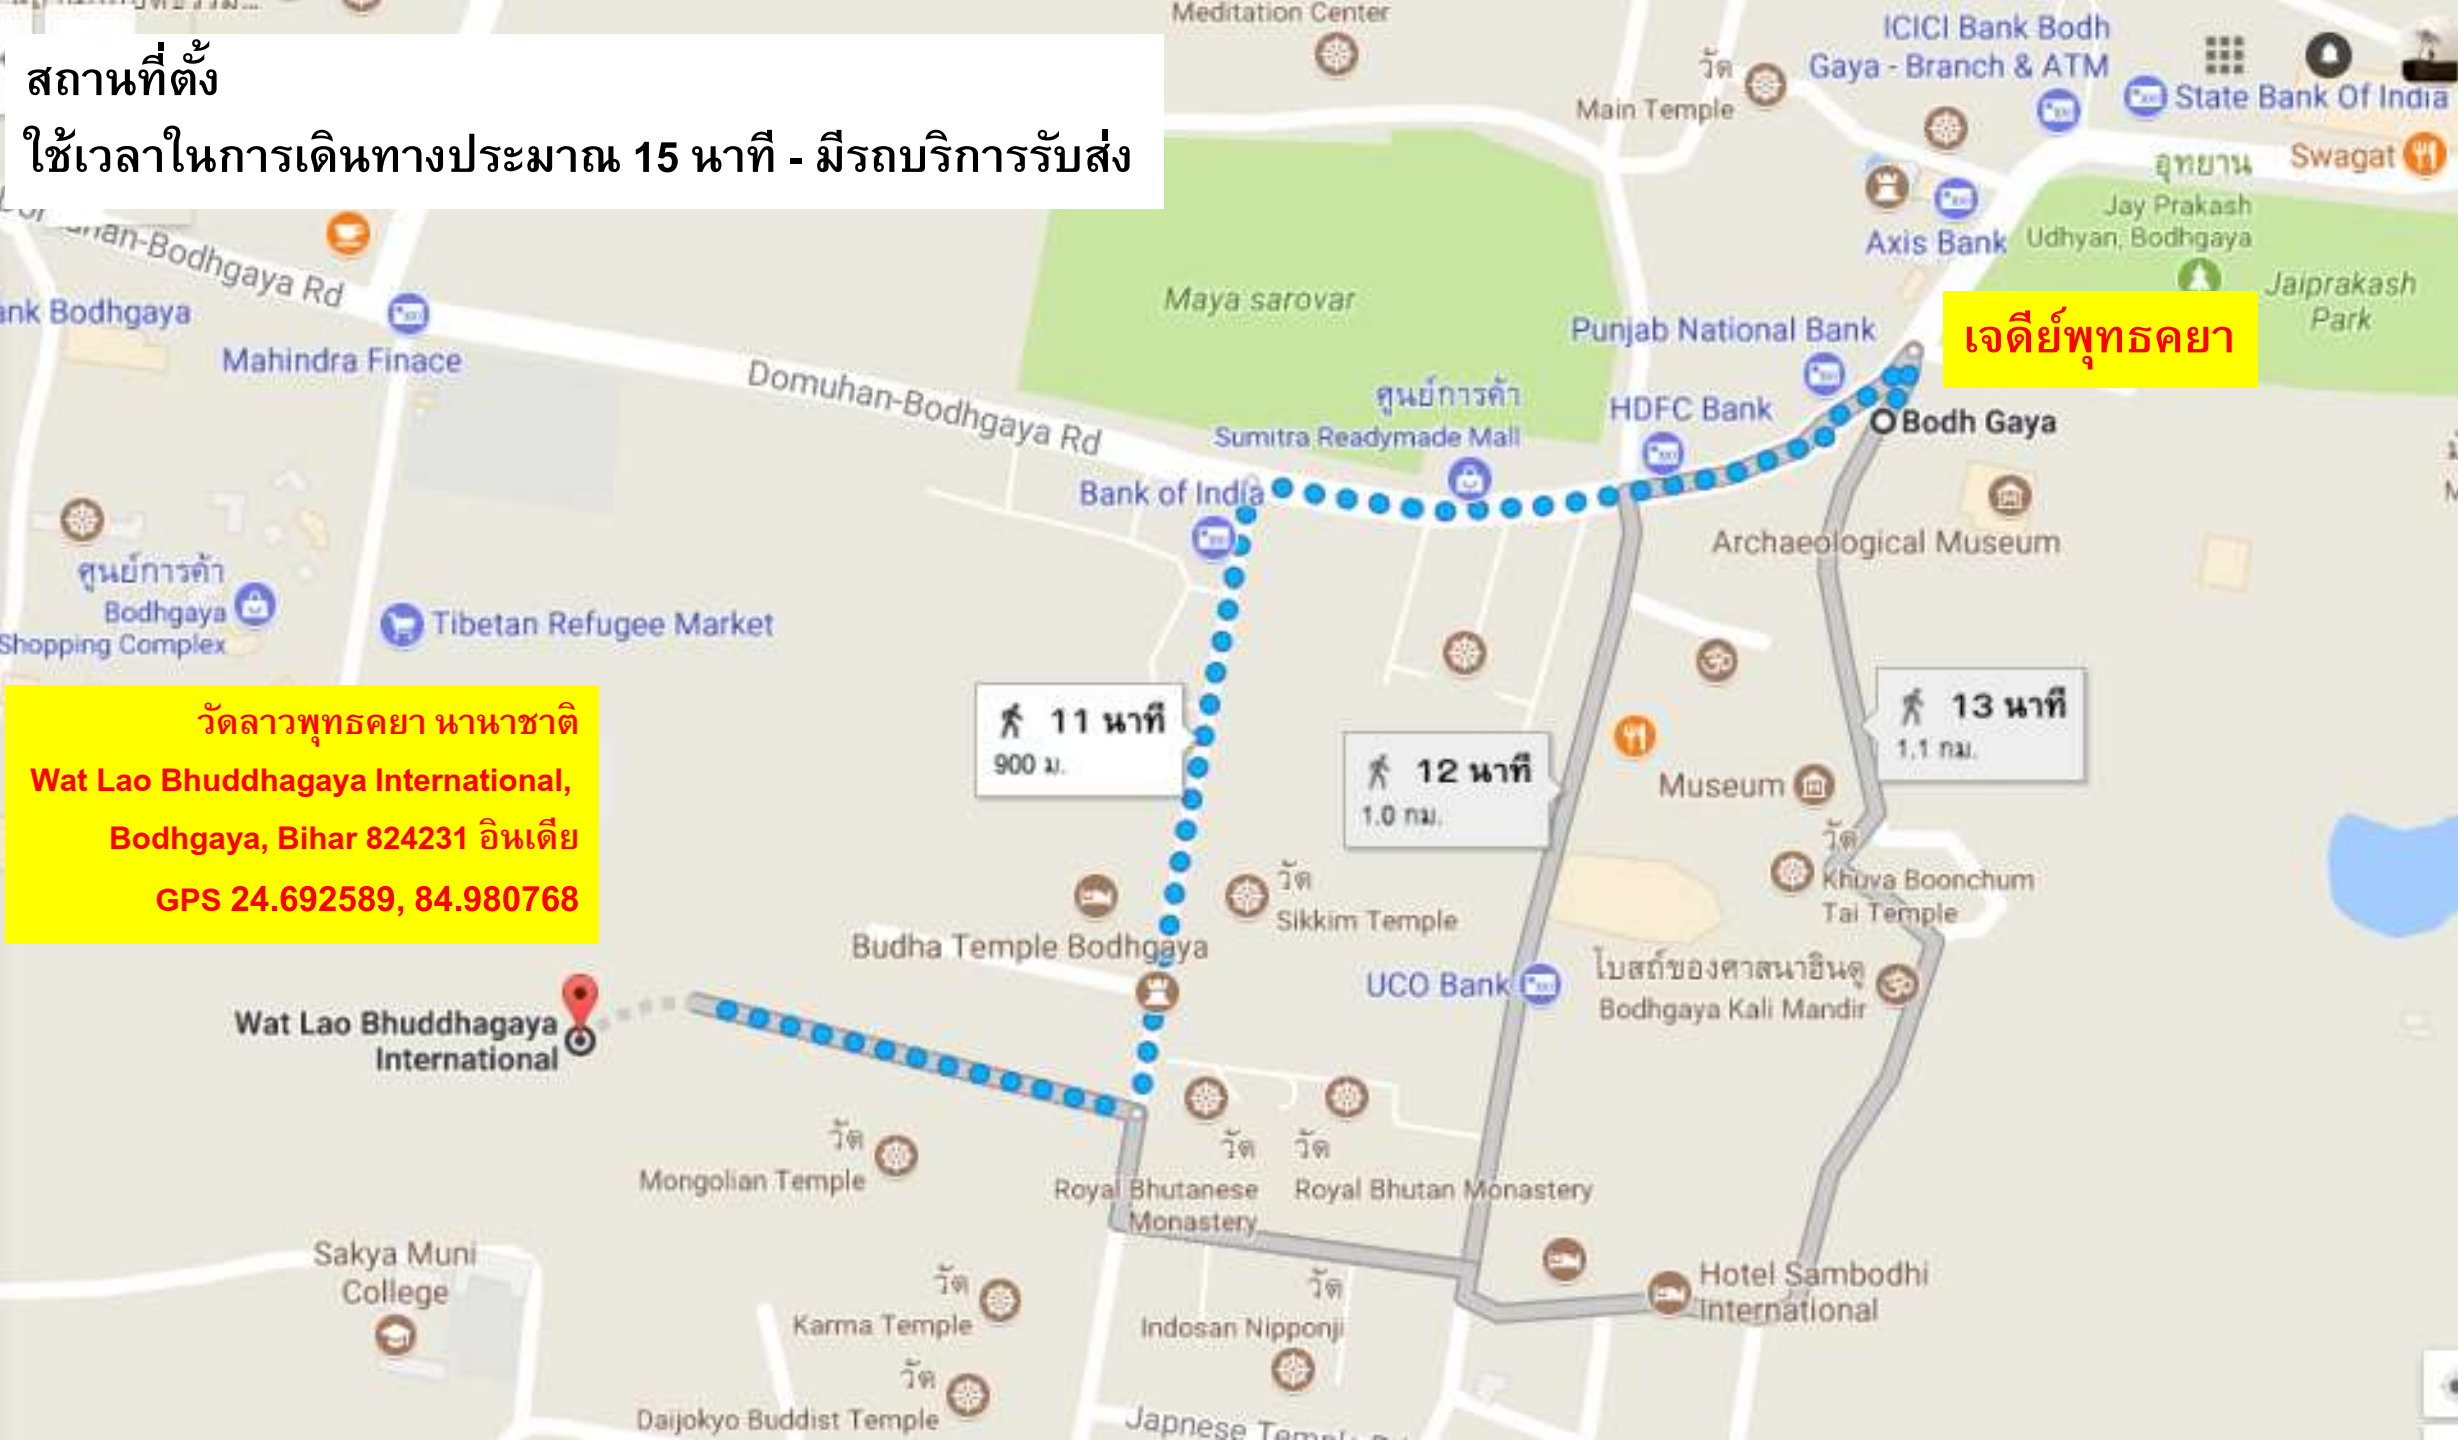 Meditation Center
ICICI Bank Bodh
Gaya - Branch & ATM
State Bank Of India
วัด
Main Temple
สถานที่ตั้ง
ใช้เวลาในการเดินทางประมาณ 15 นาที - มีรถบริการรับส่ง
Swagat
อุทยาน
Jay Prakash
Udhyan, Bodhgaya
Axis Bank
Jaiprakash
Park
han-Bodhgaya Rd
ank Bodhgaya
Mahindra Finace
Maya sarovar
Punjab National Bank
เจดีย์พุทธคยา
Domuhan-Bodhgaya Rd
ศูนย์การค้า
Sumitra Readymade Mall
HDFC Bank
Bodh Gaya
Bank of India
Archaeological Museum
ศูนย์การค้า
Bodhgaya
Shopping Complex
Tibetan Refugee Market
วัดลาวพุทธคยา นานาชาติ
Wat Lao Bhuddhagaya International,
Bodhgaya, Bihar 824231 อินเดีย
GPS 24.692589, 84.980768
11 นาที
900 ม.
12 นาที
1.0 กม.
13 นาที
1.1 กม.
Museum
วัด
Khuva Boonchum
Tai Temple
วัด
Sikkim Temple
Budha Temple Bodhgaya
UCO Bank
โบสถ์ของศาสนาฮินดู
Bodhgaya Kali Mandir
Wat Lao Bhuddhagaya
International
วัด
Mongolian Temple
วัด
Royal Bhutanese
Monastery
วัด
Royal Bhutan Monastery
Sakya Muni
College
วัด
Karma Temple
วัด
Indosan Nipponji
Hotel Sambodhi
International
วัด
Daijokyo Buddist Temple
Japnese